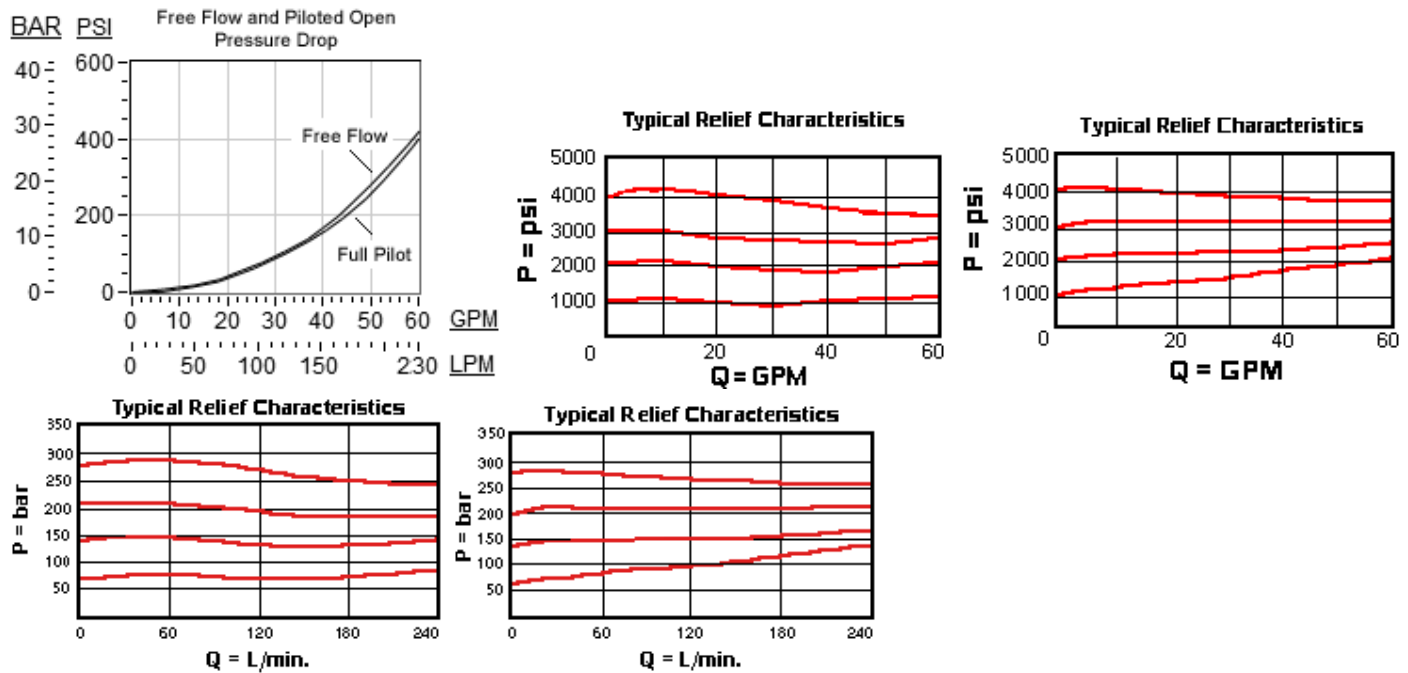 Free Flow and Piloted Open
Pressure Drop
BAR PSI
40
30
20
10
0
600
400
200
0
Free Flow
Full Pilot
0 10 20 30 40 50 60 GPM
0 50 100 150 230 LPM
Typical Relief Characteristics
P = psi
5000
4000
3000
2000
1000
0 20 40 60
Q = GPM
Typical Relief Characteristics
P = psi
5000
4000
3000
2000
1000
0 20 40 60
Q = GPM
Typical Relief Characteristics
P = bar
350
300
250
200
150
100
50
0 60 120 180 240
Q = L/min.
Typical Relief Characteristics
P = bar
350
300
250
200
150
100
50
0 60 120 180 240
Q = L/min.